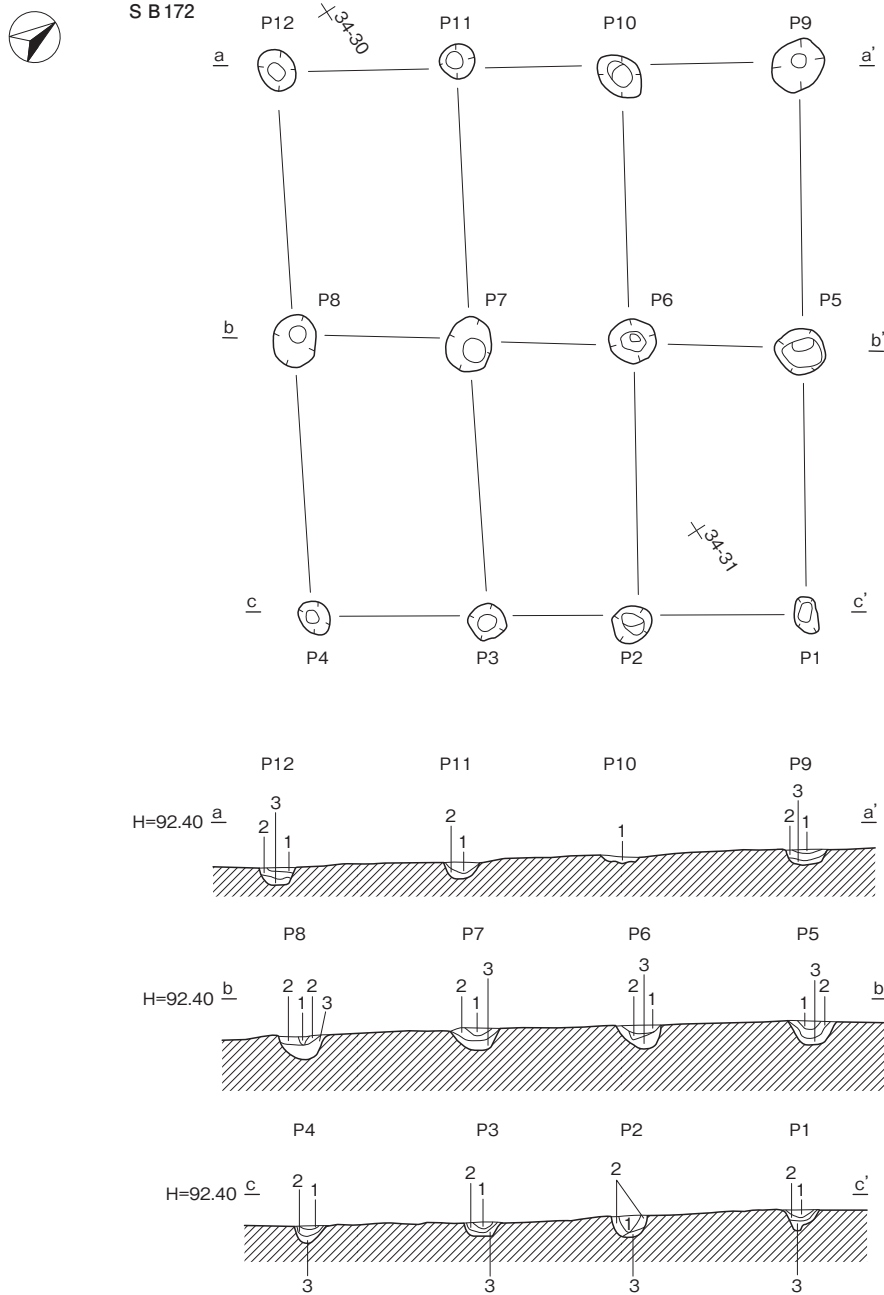 S B 172
P12 P11 P10 P9
34-30
a a'
P8 P7 P6 P5
b b'
34-31
c c'
P4 P3 P2 P1
P12 P11 P10 P9
H=92.40 a a'
3 3
2 1 2 1 1 2 1
P8 P7 P6 P5
H=92.40 b b
2 1 2 3 2 1 3 2 3 1 1 3 2
P4 P3 P2 P1
H=92.40 c c'
2 1 2 1 2 1 2 1
3 3 3 3